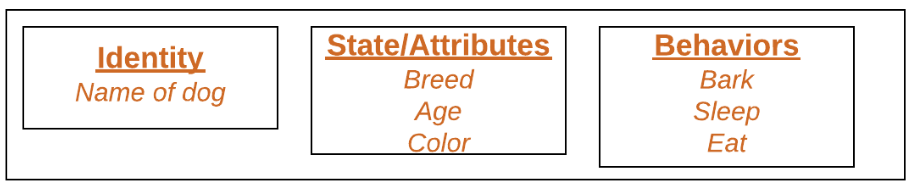 Identity
Name of dog
State/Attributes
Breed
Age
Color
Behaviors
Bark
Sleep
Eat